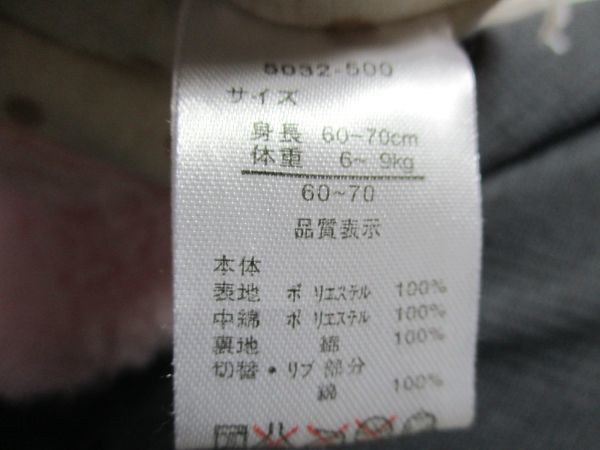 5032-500
サイズ
身長 60~70cm
体重 6~ 9kg
60~70
品質表示
本体
表地 ポリエステル 100%
中綿 ポリエステル 100%
裏地 綿 100%
切替・リブ部分
綿 100%